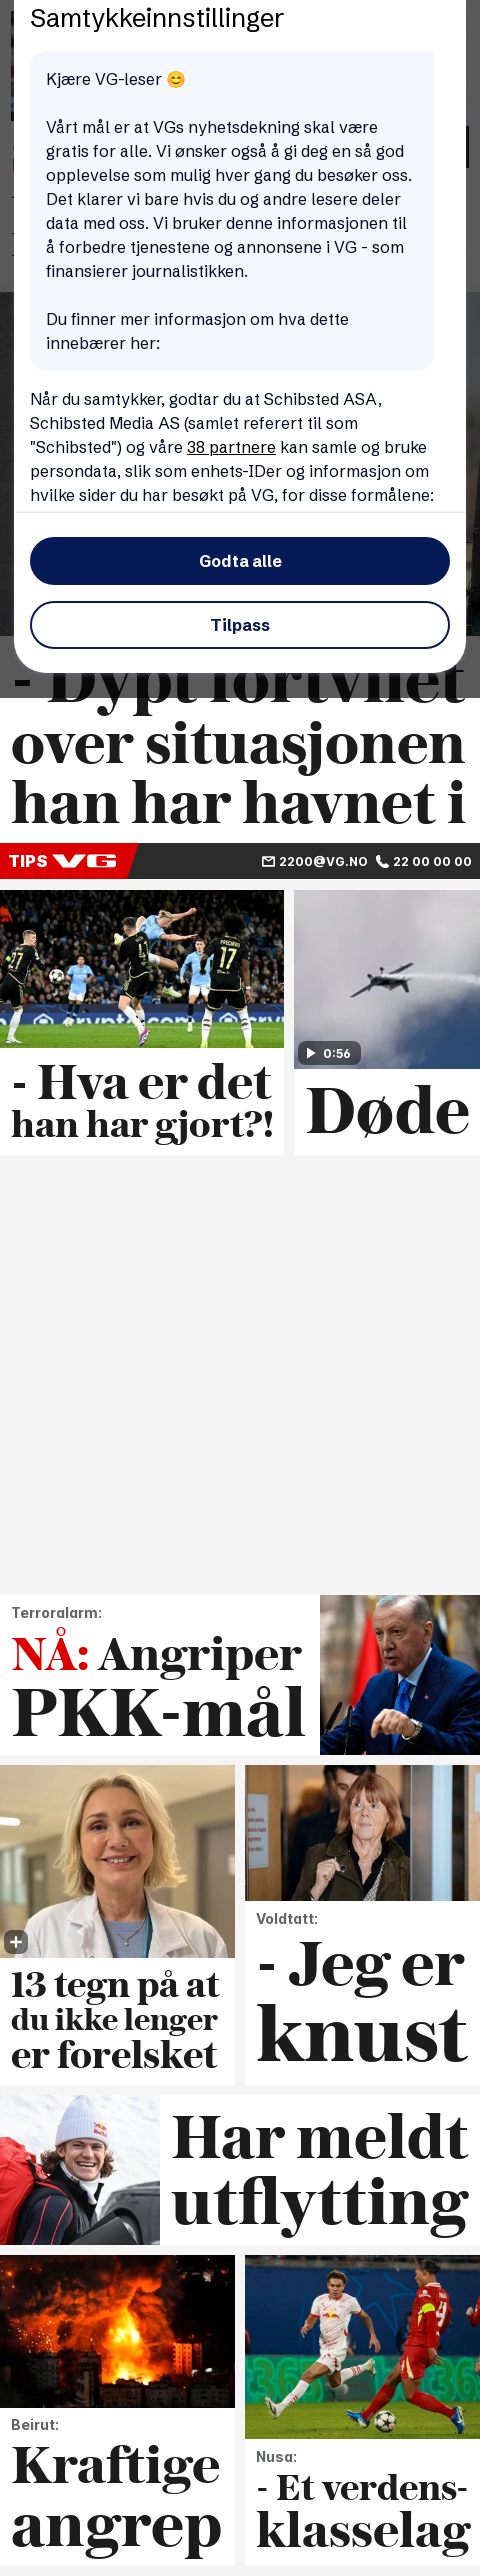 Samtykkeinnstillinger
Kjære VG-leser 😊
Vårt mål er at VGs nyhetsdekning skal være
gratis for alle. Vi ønsker også å gi deg en så god
opplevelse som mulig hver gang du besøker oss.
Det klarer vi bare hvis du og andre lesere deler
data med oss. Vi bruker denne informasjonen til
å forbedre tjenestene og annonsene i VG - som
finansierer journalistikken.
Du finner mer informasjon om hva dette
innebærer her:
Når du samtykker, godtar du at Schibsted ASA,
Schibsted Media AS (samlet referert til som
"Schibsted") og våre 38 partnere kan samle og bruke
persondata, slik som enhets-IDer og informasjon om
hvilke sider du har besøkt på VG, for disse formålene:
Godta alle
Tilpass
- Dypt fortvilet
over situasjonen
han har havnet i
TIPS VG 2200@VG.NO 22 00 00 00
17
0:56
- Hva er det
han har gjort?!
Døde
Terroralarm:
NÅ: Angriper
PKK-mål
13 tegn på at
du ikke lenger
er forelsket
Voldtatt:
- Jeg er
knust
Har meldt
utflytting
Beirut:
Kraftige
angrep
Nusa:
- Et verdens-
klasselag